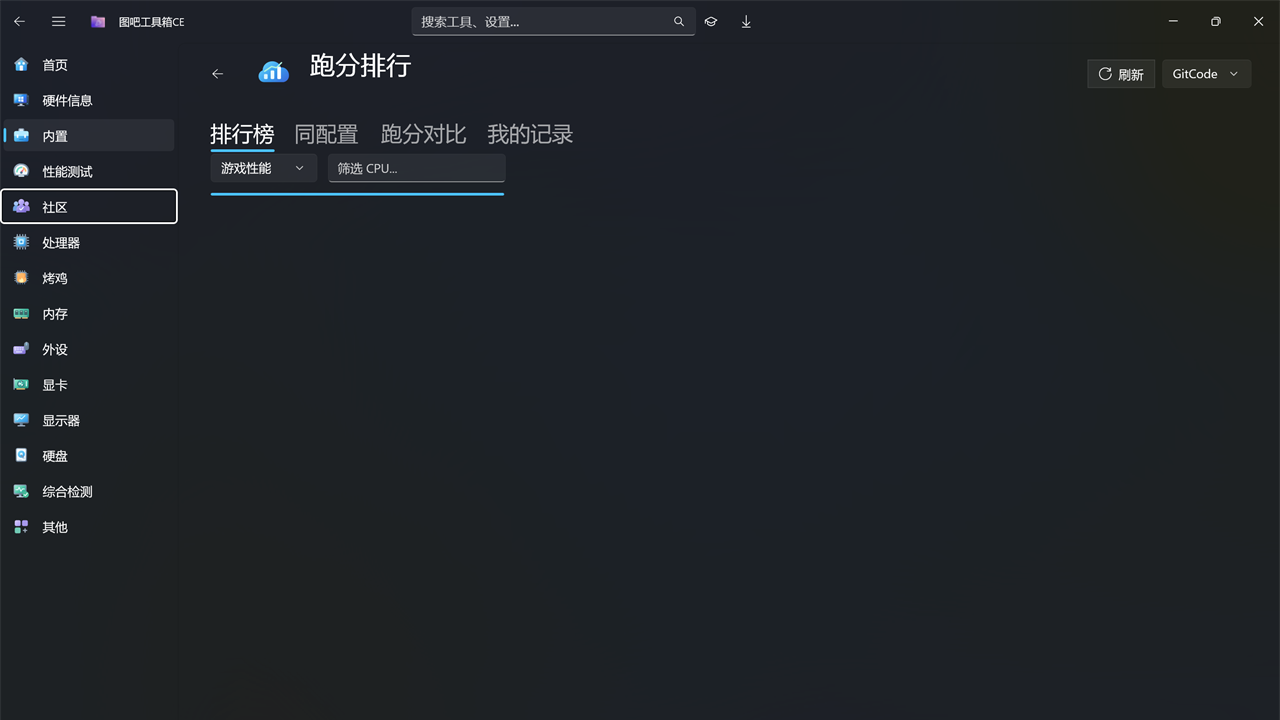 图吧工具箱CE
搜索工具、设置...
首页
硬件信息
内置
性能测试
社区
处理器
烤鸡
内存
外设
显卡
显示器
硬盘
综合检测
其他
跑分排行
刷新
GitCode
排行榜 同配置 跑分对比 我的记录
游戏性能
筛选 CPU...